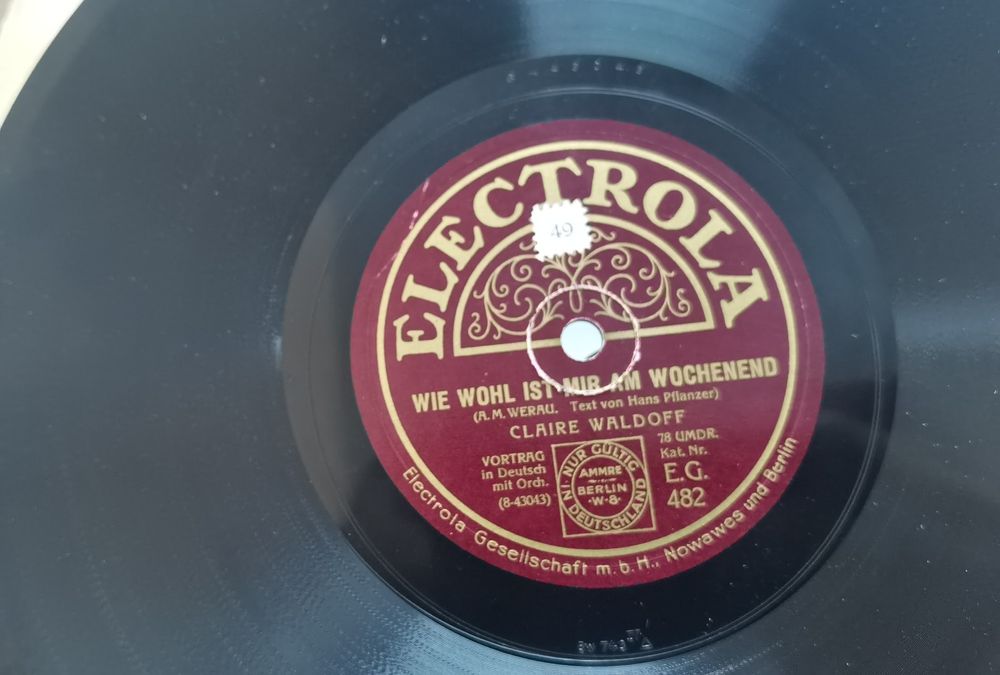 ELECTROLA
49
WIE WOHL IST MIR AM WOCHENEND
(A. M. WERAU. Text von Hans Pflanzer)
CLAIRE WALDOFF
VORTRAG
in Deutsch
mit Orch.
(8-43043)
NUR GÜLTIG
AMMRE
BERLIN
·W·8·
IN DEUTSCHLAND
78 UMDR.
Kat. Nr.
E.G.
482
Electrola Gesellschaft m. b. H., Nowawes und Berlin